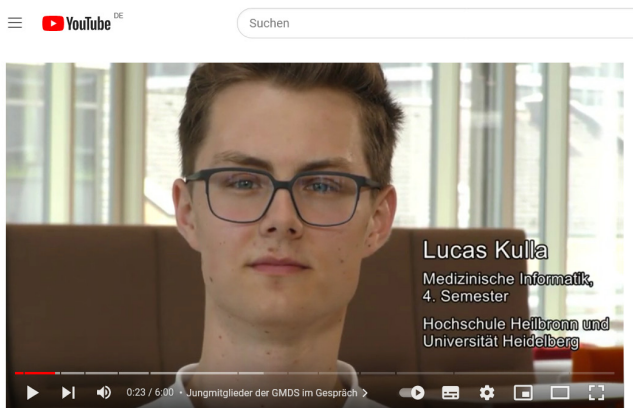 YouTube DE
Suchen
Lucas Kulla
Medizinische Informatik,
4. Semester
Hochschule Heilbronn und
Universität Heidelberg
0:23 / 6:00 • Jungmitglieder der GMDS im Gespräch